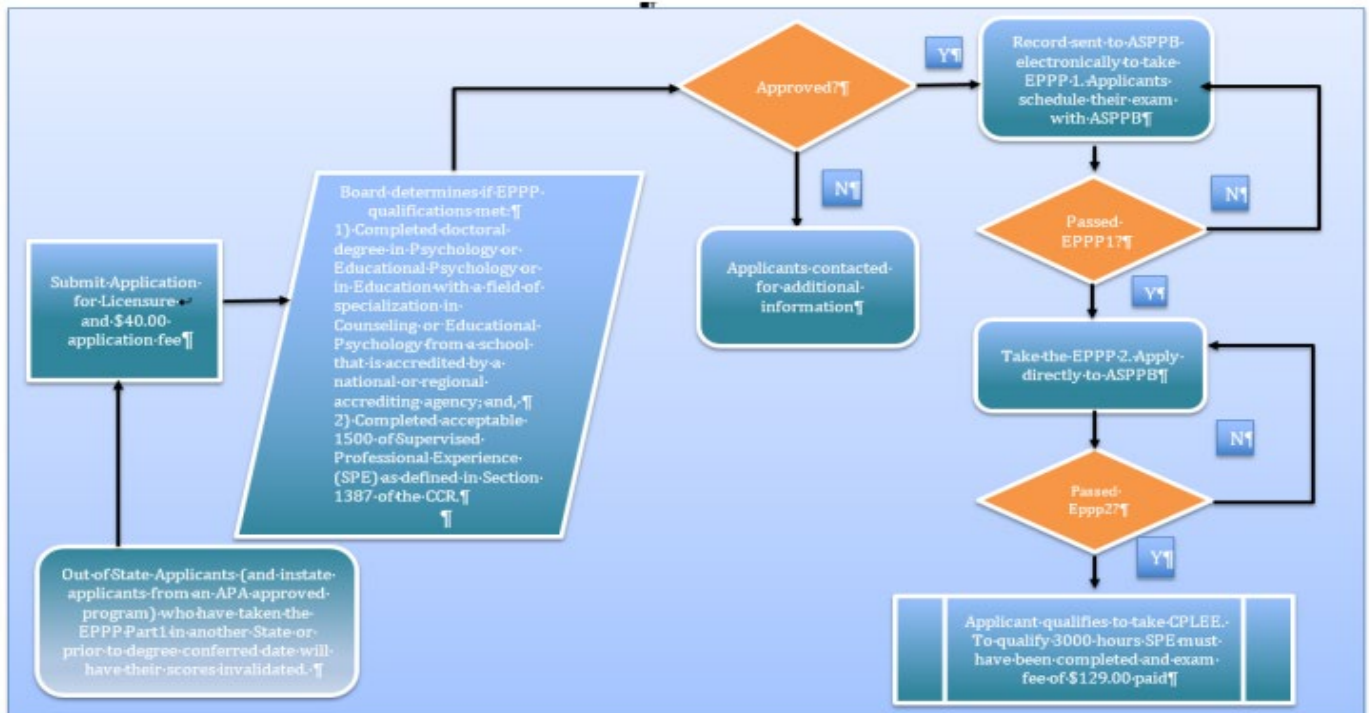 ¶
Out of State Applicants (and instate
applicants from an APA approved
program) who have taken the
EPPP Part1 in another State or
prior to degree conferred date will
have their scores invalidated. ¶
Submit Application
for Licensure ↵
and $40.00
application fee¶
Board determines if EPPP
qualifications met:¶
1) Completed doctoral
degree in Psychology or
Educational Psychology or
in Education with a field of
specialization in
Counseling or Educational
Psychology from a school
that is accredited by a
national or regional
accrediting agency; and, ¶
2) Completed acceptable
1500 of Supervised
Professional Experience
(SPE) as defined in Section
1387 of the CCR.¶
¶
Approved?¶
Y¶
N¶
Applicants contacted
for additional
information¶
Record sent to ASPPB
electronically to take
EPPP 1. Applicants
schedule their exam
with ASPPB¶
Passed
EPPP1?¶
N¶
Y¶
Take the EPPP 2. Apply
directly to ASPPB¶
N¶
Passed
Eppp2?¶
Y¶
Applicant qualifies to take CPLEE.
To qualify 3000 hours SPE must
have been completed and exam
fee of $129.00 paid¶